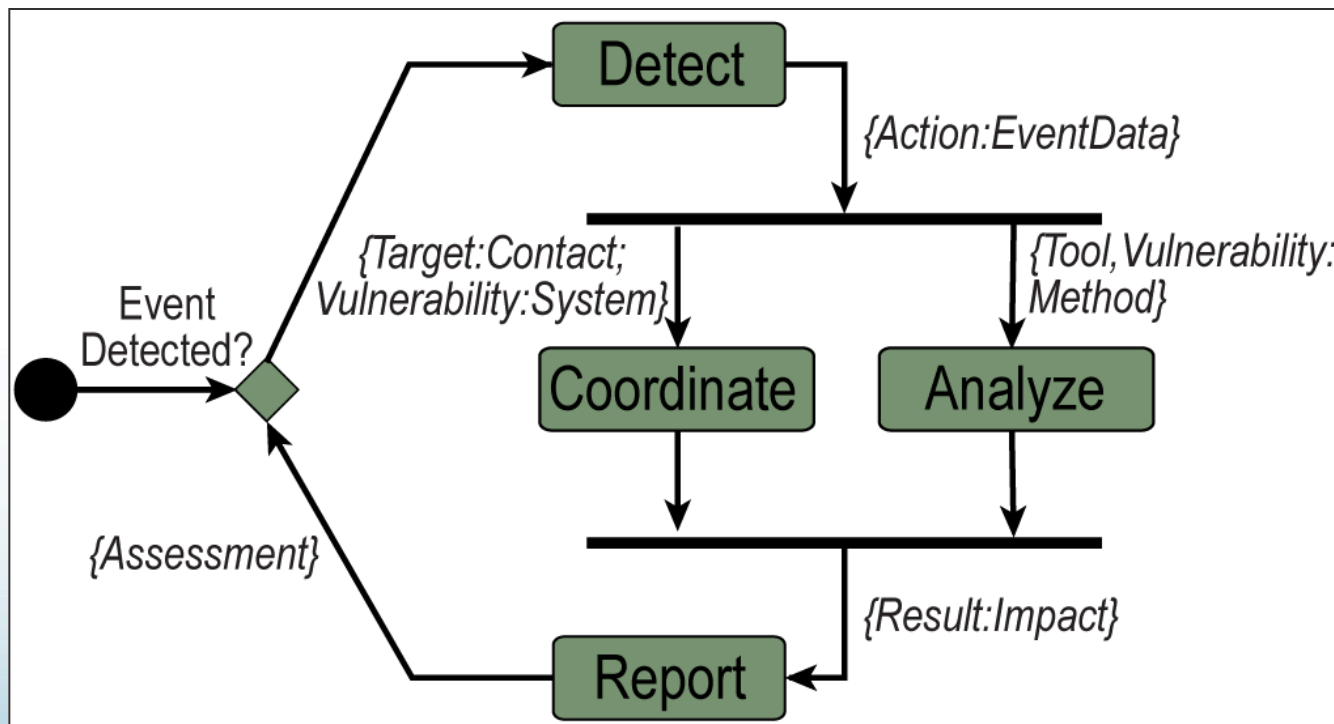 Detect
{Action:EventData}
{Target:Contact;
Vulnerability:System}
{Tool,Vulnerability:
Method}
Event
Detected?
Coordinate
Analyze
{Assessment}
{Result:Impact}
Report